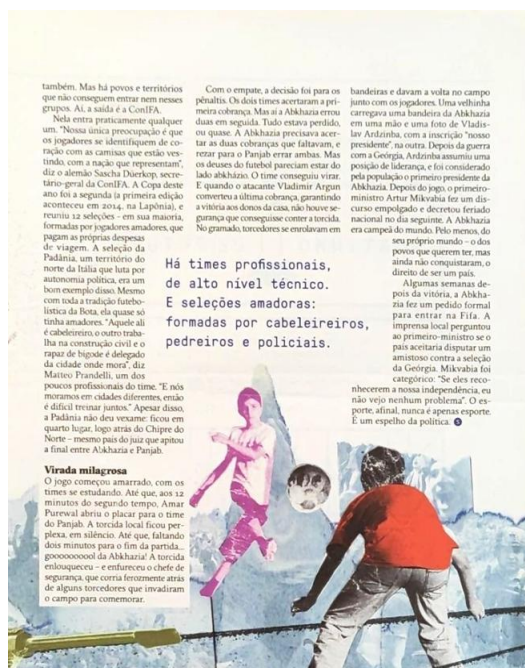 também. Mas há povos e territórios
que não conseguem entrar nem nesses
grupos. Aí, a saída é a ConIFA.
Nela entra praticamente qualquer
um. "Nossa única preocupação é que
os jogadores se identifiquem de co-
ração com as camisas que estão ves-
tindo, com a nação que representam",
diz o alemão Sascha Düerkop, secre-
tário-geral da ConIFA. A Copa deste
ano foi a segunda (a primeira edição
aconteceu em 2014, na Lapônia), e
reuniu 12 seleções - em sua maioria,
formadas por jogadores amadores, que
pagam as próprias despesas
de viagem. A seleção da
Padânia, um território do
norte da Itália que luta por
autonomia política, era um
bom exemplo disso. Mesmo
com toda a tradição futebo-
lística da Bota, ela quase só
tinha amadores. "Aquele ali
é cabeleireiro, o outro traba-
lha na construção civil e o
rapaz de bigode é delegado
da cidade onde mora", diz
Matteo Prandelli, um dos
poucos profissionais do time. "E nós
moramos em cidades diferentes, então
é difícil treinar juntos." Apesar disso,
a Padânia não deu vexame: ficou em
quarto lugar, logo atrás do Chipre do
Norte - mesmo país do juiz que apitou
a final entre Abkhazia e Panjab.
Virada milagrosa
O jogo começou amarrado, com os
times se estudando. Até que, aos 12
minutos do segundo tempo, Amar
Purewal abriu o placar para o time
do Panjab. A torcida local ficou per-
plexa, em silêncio. Até que, faltando
dois minutos para o fim da partida...
gooooooool da Abkhazia! A torcida
enlouqueceu - e enfureceu o chefe de
segurança, que corria ferozmente atrás
de alguns torcedores que invadiram
o campo para comemorar.
Com o empate, a decisão foi para os
pênaltis. Os dois times acertaram a pri-
meira cobrança. Mas aí a Abkhazia errou
duas em seguida. Tudo estava perdido,
ou quase. A Abkhazia precisava acer-
tar as duas cobranças que faltavam, e
rezar para o Panjab errar ambas. Mas
os deuses do futebol pareciam estar do
lado abkházio. O time conseguiu virar.
E quando o atacante Vladimir Argun
converteu a última cobrança, garantindo
a vitória aos donos da casa, não houve se-
gurança que conseguisse conter a torcida.
No gramado, torcedores se enrolavam em
Há times profissionais,
de alto nível técnico.
E seleções amadoras:
formadas por cabeleireiros,
pedreiros e policiais.
bandeiras e davam a volta no campo
junto com os jogadores. Uma velhinha
carregava uma bandeira da Abkhazia
em uma mão e uma foto de Vladis-
lav Ardzinba, com a inscrição "nosso
presidente", na outra. Depois da guerra
com a Geórgia, Ardzinba assumiu uma
posição de liderança, e foi considerado
pela população o primeiro presidente da
Abkhazia. Depois do jogo, o primeiro-
ministro Artur Mikvabia fez um dis-
curso empolgado e decretou feriado
nacional no dia seguinte. A Abkhazia
era campeã do mundo. Pelo menos, do
seu próprio mundo - o dos
povos que querem ter, mas
ainda não conquistaram, o
direito de ser um país.
Algumas semanas de-
pois da vitória, a Abkha-
zia fez um pedido formal
para entrar na Fifa. A
imprensa local perguntou
ao primeiro-ministro se o
país aceitaria disputar um
amistoso contra a seleção
da Geórgia. Mikvabia foi
categórico: "Se eles reco-
nhecerem a nossa independência, eu
não vejo nenhum problema". O es-
porte, afinal, nunca é apenas esporte.
É um espelho da política. S